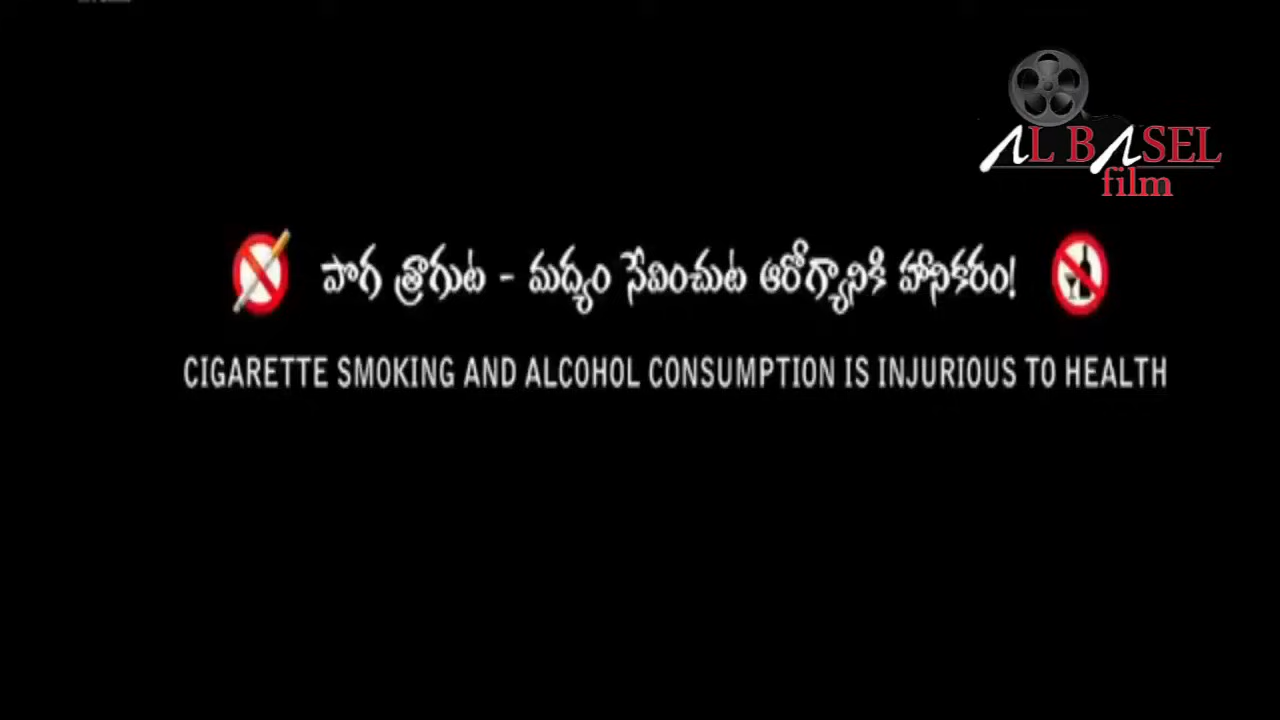 AL BASEL
film
పొగ త్రాగుట - మద్యం సేవించుట ఆరోగ్యానికి హానికరం!
CIGARETTE SMOKING AND ALCOHOL CONSUMPTION IS INJURIOUS TO HEALTH